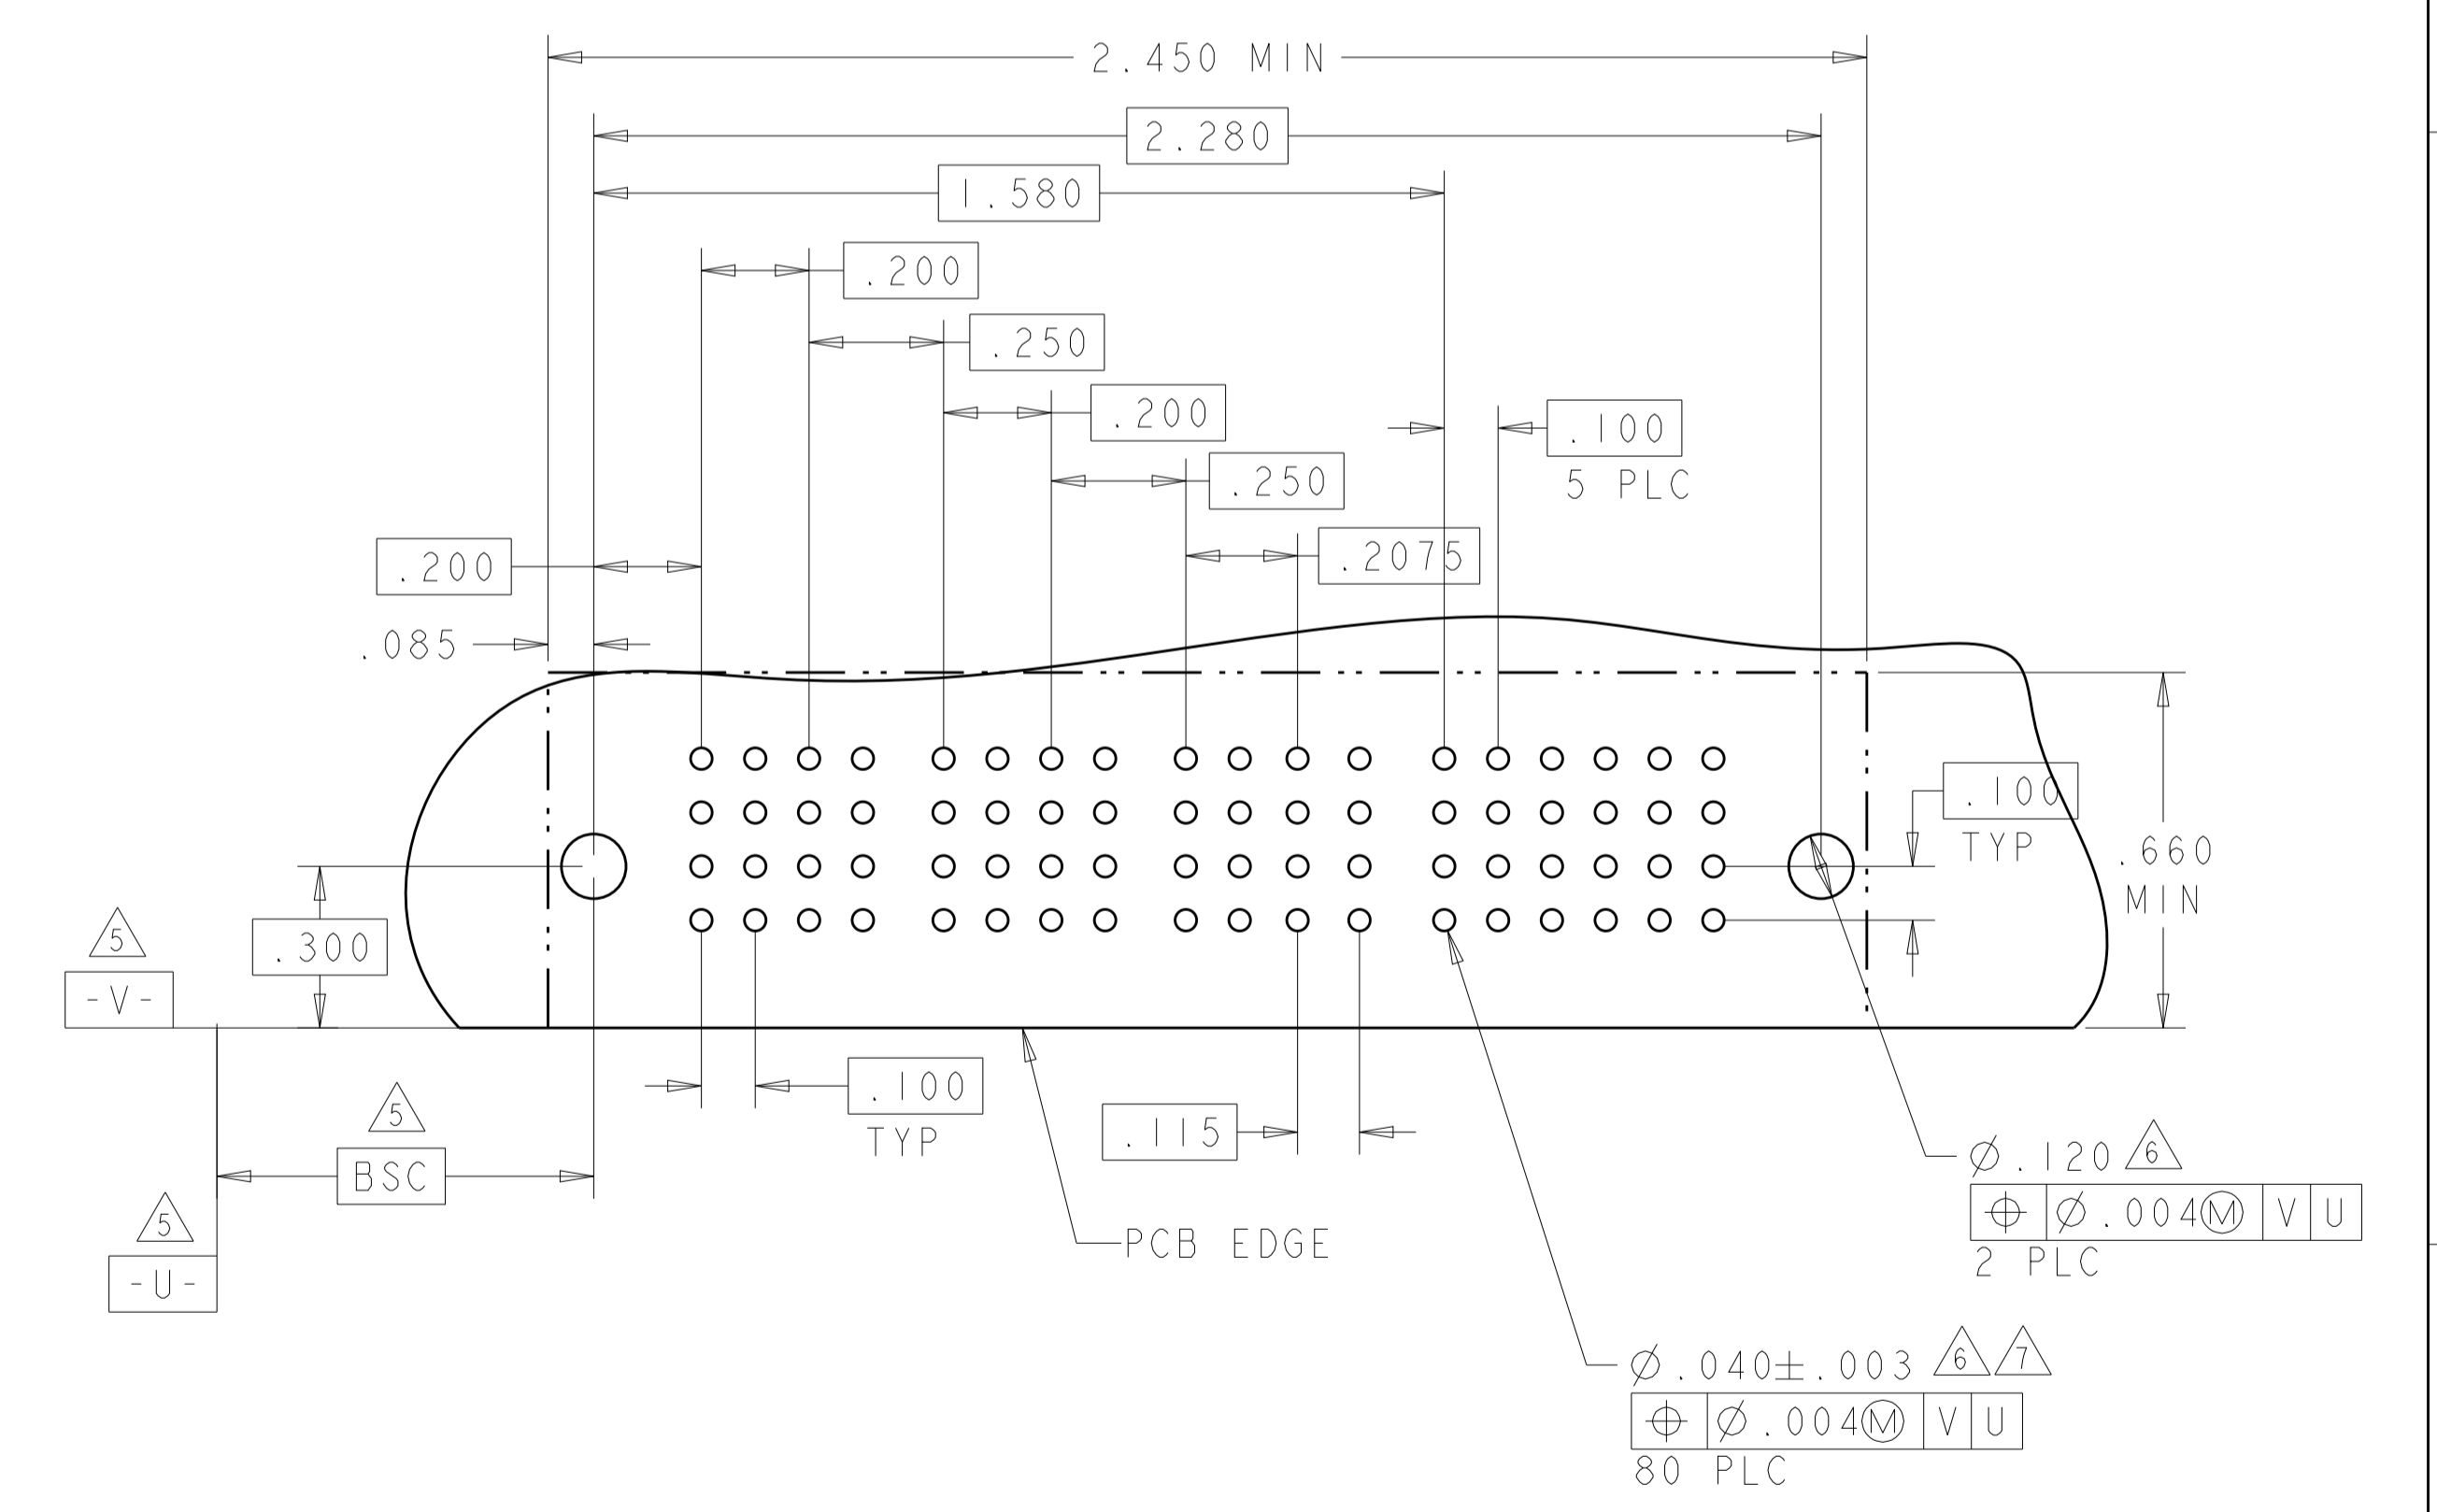 2.450 MIN
2.280
1.580
.200
.250
.200
.100
5 PLC
.250
.2075
.200
.085
.100
TYP
.660
MIN
5
.300
-V-
.100
TYP
5
.115
BSC
5
-U-
PCB EDGE
Ø.120 6
⌖ Ø.004Ⓜ V U
2 PLC
Ø.040±.003 6 7
⌖ Ø.004Ⓜ V U
80 PLC